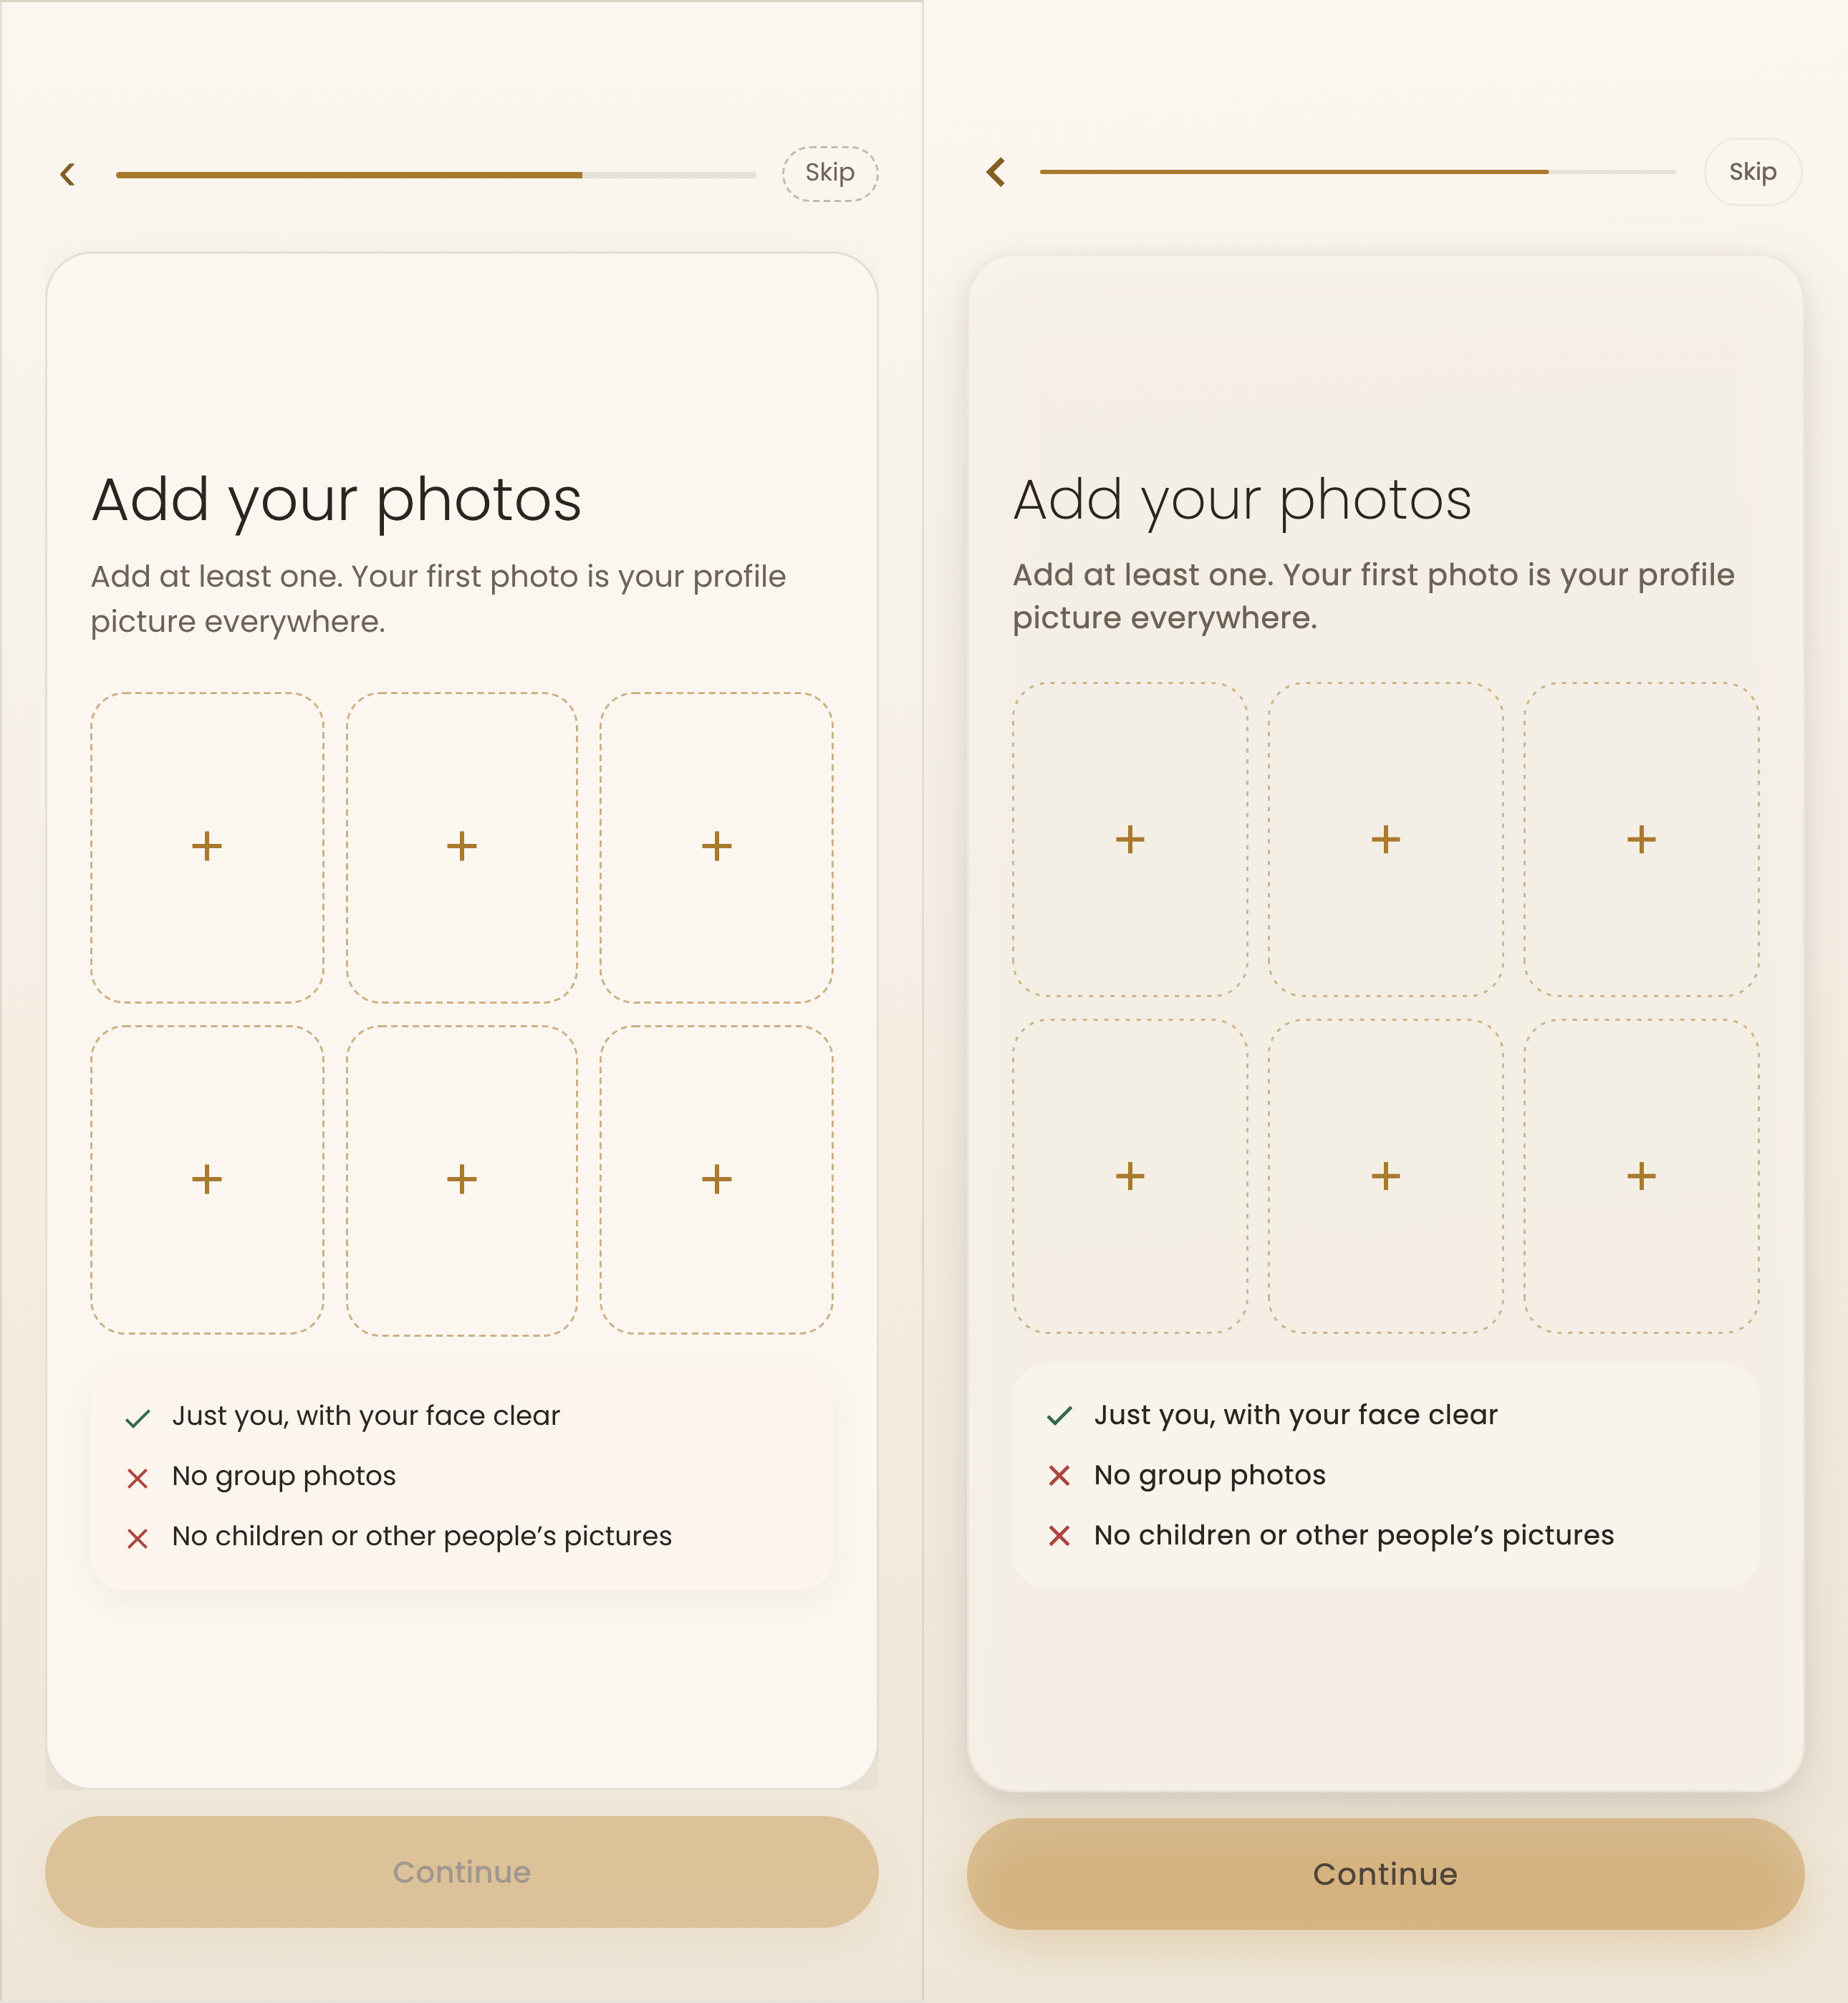 Skip
Add your photos
Add at least one. Your first photo is your profile
picture everywhere.
Just you, with your face clear
No group photos
No children or other people’s pictures
Continue
Skip
Add your photos
Add at least one. Your first photo is your profile
picture everywhere.
Just you, with your face clear
No group photos
No children or other people’s pictures
Continue